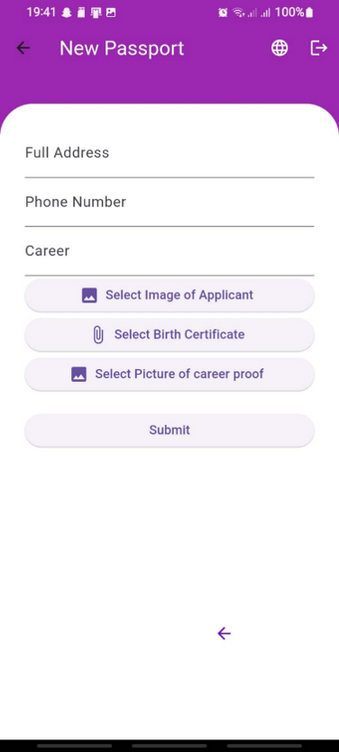 19:41 100%
New Passport
Full Address
Phone Number
Career
Select Image of Applicant
Select Birth Certificate
Select Picture of career proof
Submit